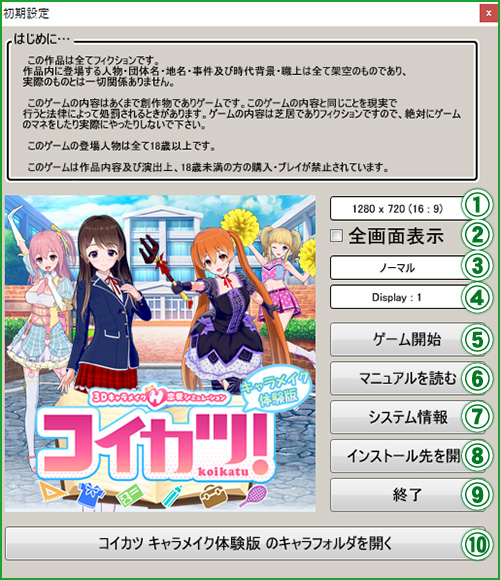 初期設定
x
はじめに…
この作品は全てフィクションです。
作品内に登場する人物・団体名・地名・事件及び時代背景・職上は全て架空のものであり、
実際のものとは一切関係ありません。
このゲームの内容はあくまで創作物でありゲームです。このゲームの内容と同じことを現実で
行うと法律によって処罰されるときがあります。ゲームの内容は芝居でありフィクションですので、絶対にゲーム
のマネをしたり実際にやったりしないで下さい。
このゲームの登場人物は全て18歳以上です。
このゲームは作品内容及び演出上、18歳未満の方の購入・プレイが禁止されています。
1280 x 720 (16 : 9) ①
全画面表示 ②
ノーマル ③
Display : 1 ④
ゲーム開始 ⑤
マニュアルを読む ⑥
システム情報 ⑦
インストール先を開 ⑧
終了 ⑨
キャラメイク
体験版
3Dキャラメイク H 恋愛シミュレーション
コイカツ!
koikatu
コイカツ キャラメイク体験版 のキャラフォルダを開く ⑩